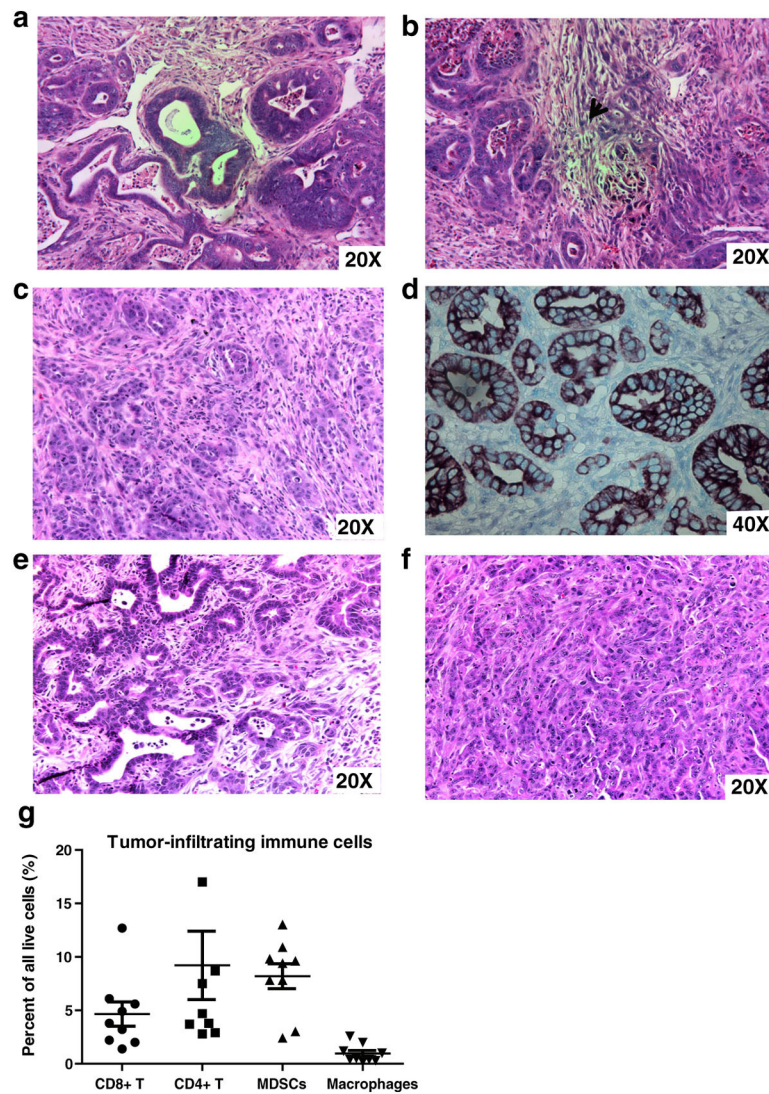 a
b
20X
20X
c
d
20X
40X
e
f
20X
20X
g
Tumor-infiltrating immune cells
Percent of all live cells (%)
20
15
10
5
0
CD8+ T
CD4+ T
MDSCs
Macrophages